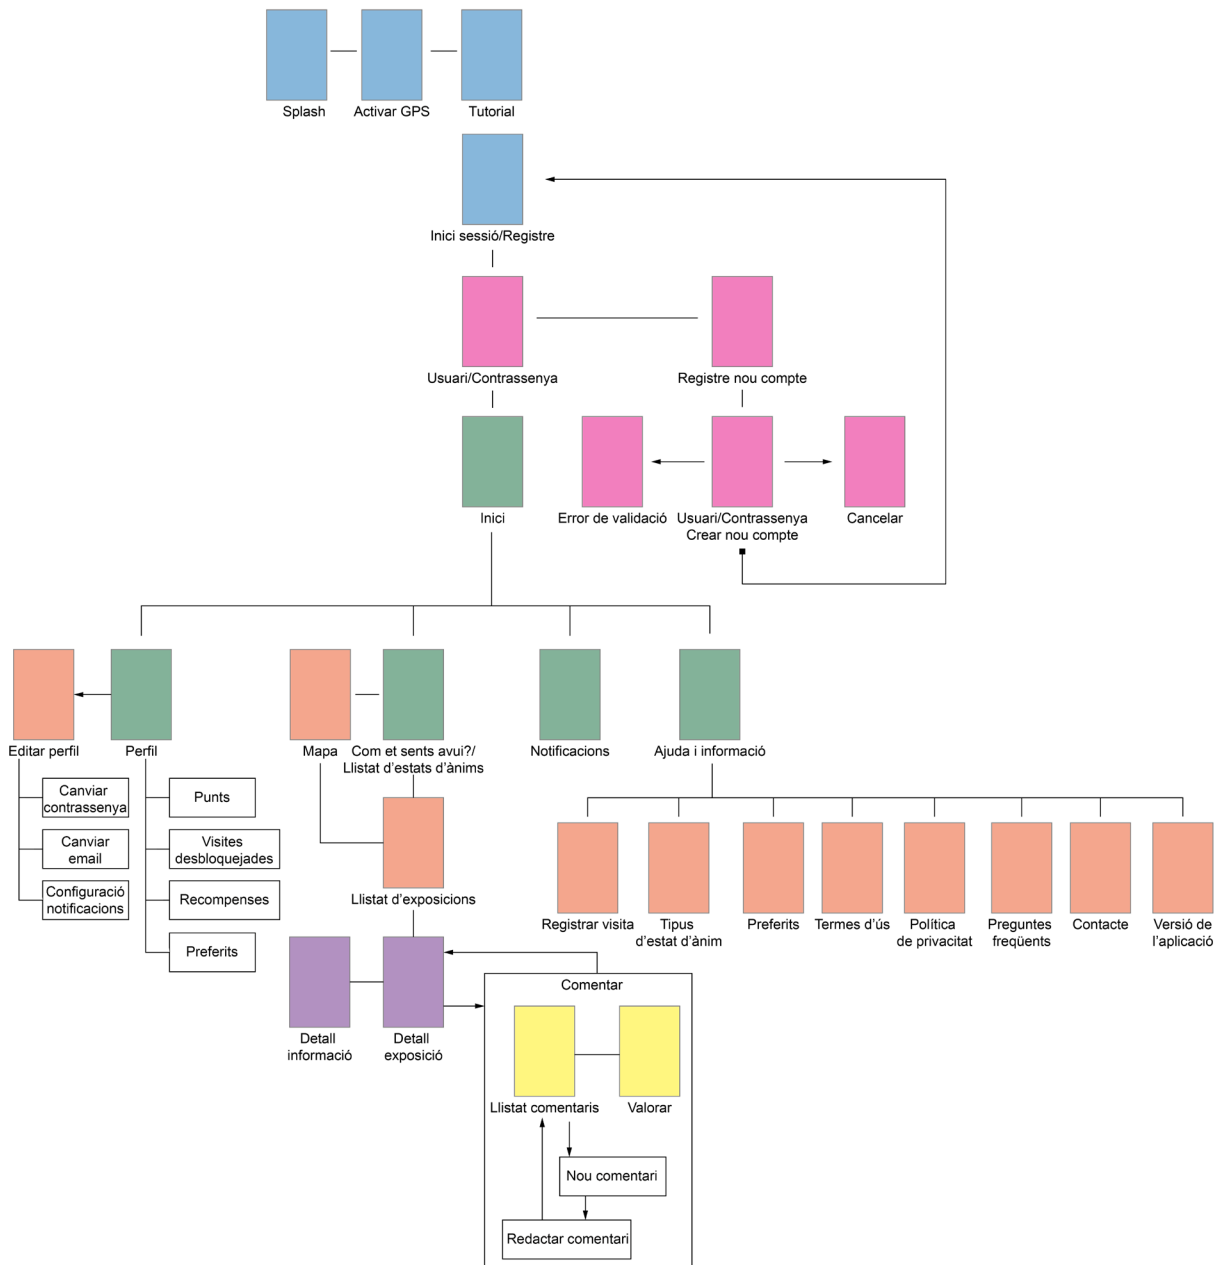 Splash
Activar GPS
Tutorial
Inici sessió/Registre
Usuari/Contrassenya
Registre nou compte
Inici
Error de validació
Usuari/Contrassenya
Crear nou compte
Cancelar
Editar perfil
Perfil
Mapa
Com et sents avui?/
Llistat d'estats d'ànims
Notificacions
Ajuda i informació
Canviar
contrassenya
Canviar
email
Configuració
notificacions
Punts
Visites
desbloquejades
Recompenses
Preferits
Llistat d'exposicions
Registrar visita
Tipus
d'estat d'ànim
Preferits
Termes d'ús
Política
de privacitat
Preguntes
freqüents
Contacte
Versió de
l'aplicació
Detall
informació
Detall
exposició
Comentar
Llistat comentaris
Valorar
Nou comentari
Redactar comentari